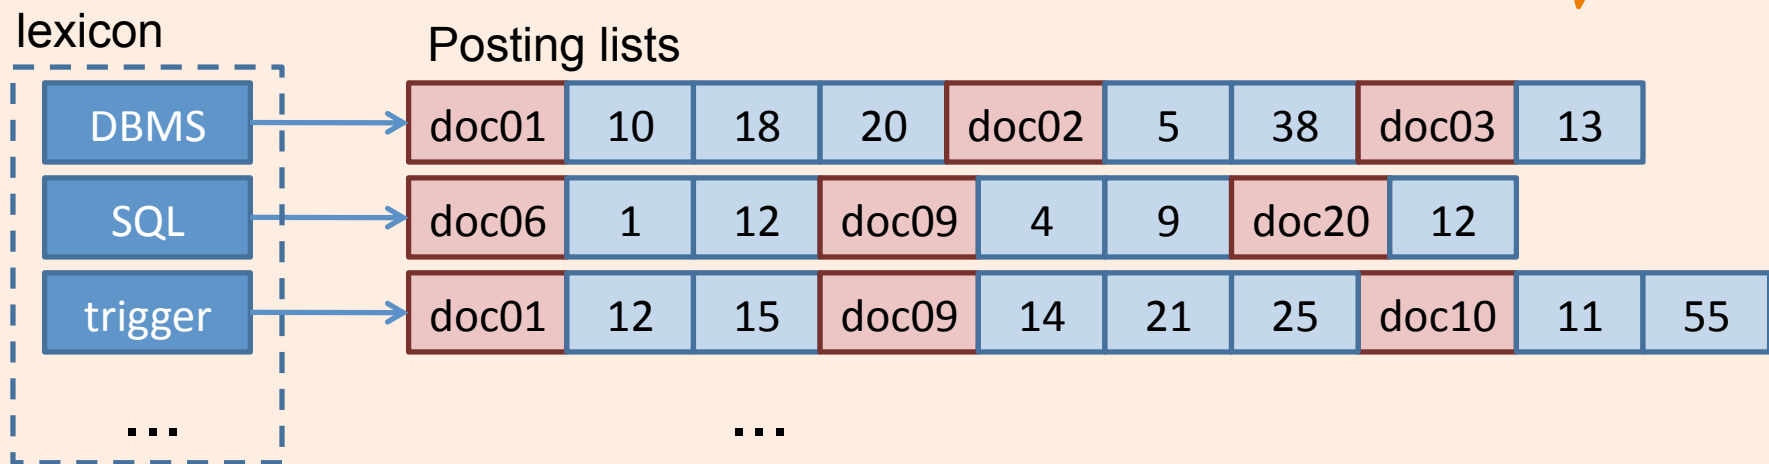 lexicon
Posting lists
DBMS doc01 10 18 20 doc02 5 38 doc03 13
SQL doc06 1 12 doc09 4 9 doc20 12
trigger doc01 12 15 doc09 14 21 25 doc10 11 55
... ...